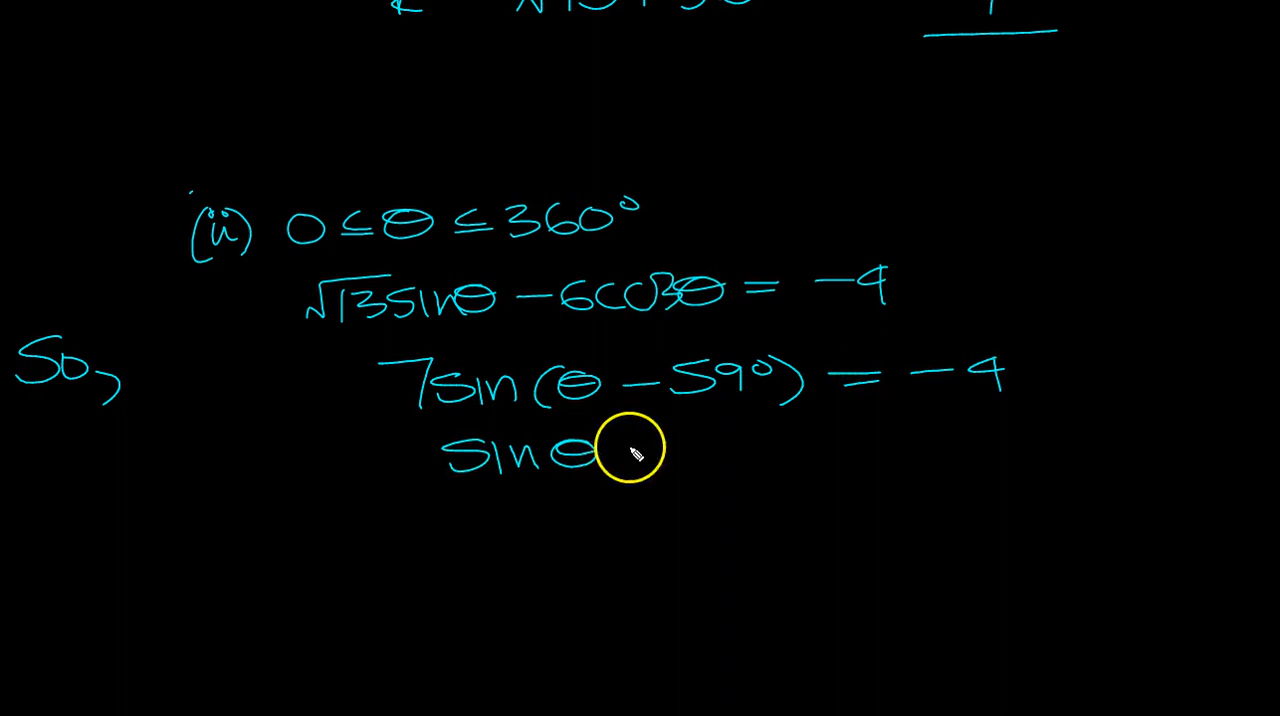 (ii) 0 ≤ θ ≤ 360°
√13 sinθ - 6cosθ = -4
So, 7sin(θ - 59°) = -4
sinθ